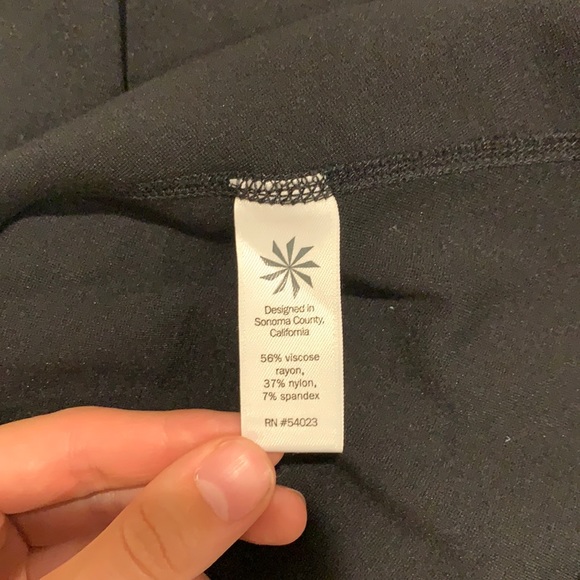 Designed in
Sonoma County,
California
56% viscose
rayon,
37% nylon,
7% spandex
RN #54023